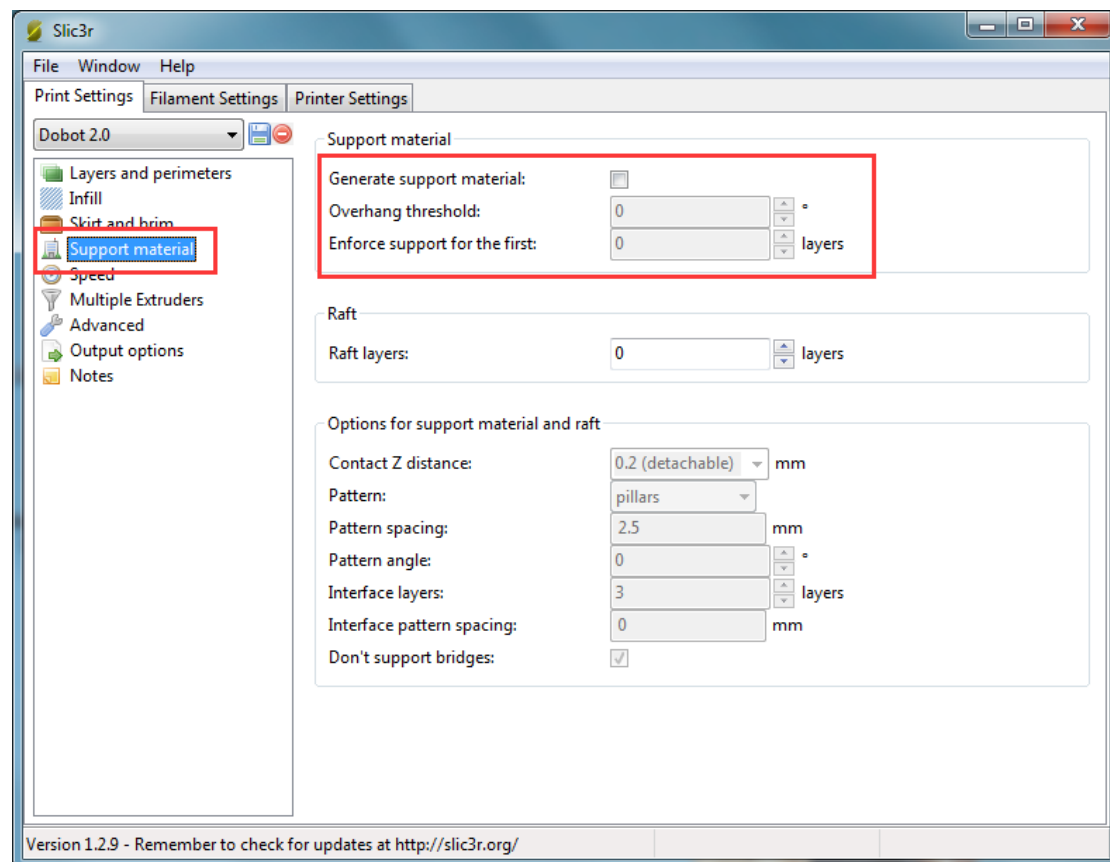 Slic3r
File Window Help
Print Settings Filament Settings Printer Settings
Dobot 2.0
Layers and perimeters
Infill
Skirt and brim
Support material
Speed
Multiple Extruders
Advanced
Output options
Notes
Support material
Generate support material:
Overhang threshold: 0 °
Enforce support for the first: 0 layers
Raft
Raft layers: 0 layers
Options for support material and raft
Contact Z distance: 0.2 (detachable) mm
Pattern: pillars
Pattern spacing: 2.5 mm
Pattern angle: 0 °
Interface layers: 3 layers
Interface pattern spacing: 0 mm
Don't support bridges:
Version 1.2.9 - Remember to check for updates at http://slic3r.org/